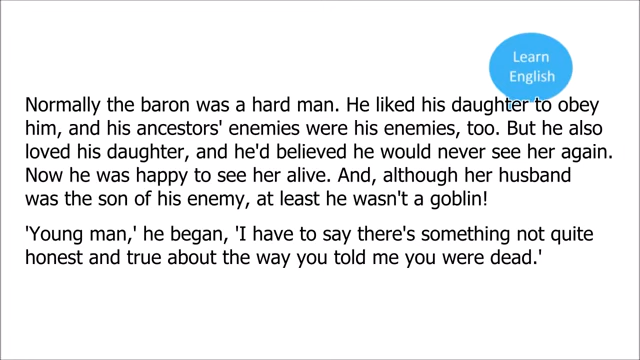 Learn
English
Normally the baron was a hard man. He liked his daughter to obey
him, and his ancestors' enemies were his enemies, too. But he also
loved his daughter, and he'd believed he would never see her again.
Now he was happy to see her alive. And, although her husband
was the son of his enemy, at least he wasn't a goblin!
'Young man,' he began, 'I have to say there's something not quite
honest and true about the way you told me you were dead.'